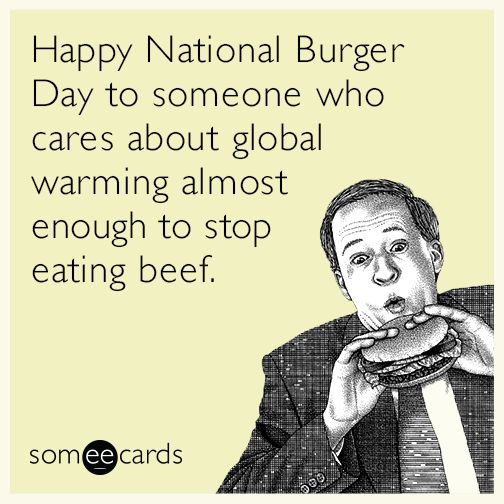 Happy National Burger
Day to someone who
cares about global
warming almost
enough to stop
eating beef.
someecards